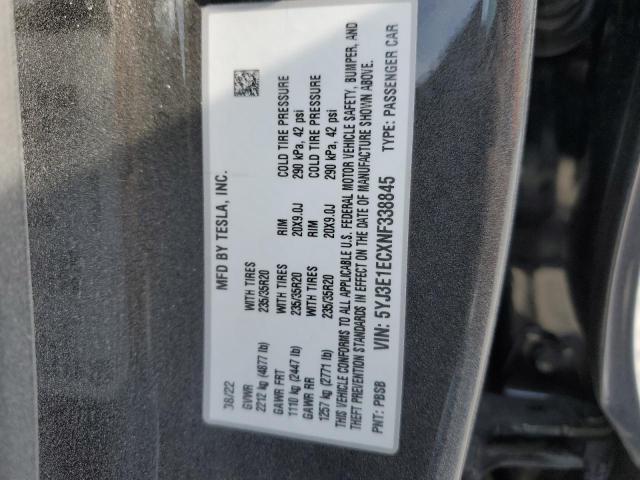 MFD BY TESLA, INC.
08/22
GVWR
2212 kg (4877 lb)
WITH TIRES
235/35R20
RIM
20X9.0J
COLD TIRE PRESSURE
290 kPa, 42 psi
GAWR FRT
1110 kg (2447 lb)
WITH TIRES
235/35R20
RIM
20X9.0J
COLD TIRE PRESSURE
290 kPa, 42 psi
GAWR RR
1257 kg (2771 lb)
WITH TIRES
235/35R20
THIS VEHICLE CONFORMS TO ALL APPLICABLE U.S. FEDERAL MOTOR VEHICLE SAFETY, BUMPER, AND
THEFT PREVENTION STANDARDS IN EFFECT ON THE DATE OF MANUFACTURE SHOWN ABOVE.
PNT: PBSB VIN: 5YJ3E1ECXNF338845 TYPE: PASSENGER CAR